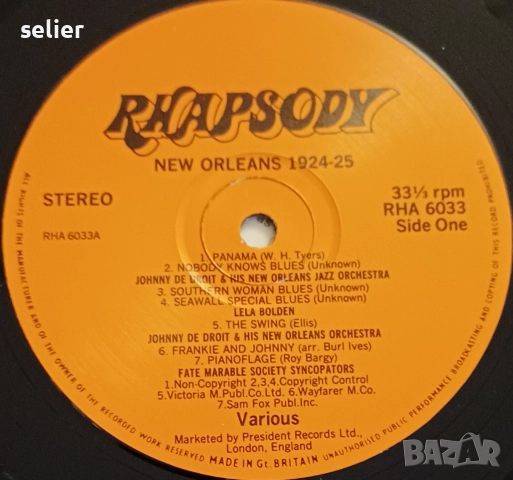 selier
RHAPSODY
NEW ORLEANS 1924-25
STEREO
33⅓ rpm
RHA 6033
Side One
RHA 6033A
1. PANAMA (W. H. Tyers)
2. NOBODY KNOWS BLUES (Unknown)
JOHNNY DE DROIT & HIS NEW ORLEANS JAZZ ORCHESTRA
3. SOUTHERN WOMAN BLUES (Unknown)
4. SEAWALL SPECIAL BLUES (Unknown)
LELA BOLDEN
5. THE SWING (Ellis)
JOHNNY DE DROIT & HIS NEW ORLEANS ORCHESTRA
6. FRANKIE AND JOHNNY (arr. Burl Ives)
7. PIANOFLAGE (Roy Bargy)
FATE MARABLE SOCIETY SYNCOPATORS
1.Non-Copyright 2,3,4.Copyright Control
5.Victoria M.Publ.Co.Ltd. 6.Wayfarer M.Co.
7.Sam Fox Publ.Inc.
Various
Marketed by President Records Ltd.,
London, England
ALL RIGHTS OF THE MANUFACTURER AND OF THE OWNER OF THE RECORDED WORK RESERVED UNAUTHORISED PUBLIC PERFORMANCE BROADCASTING AND COPYING OF THIS RECORD PROHIBITED
MADE IN Gt. BRITAIN
BAZAR